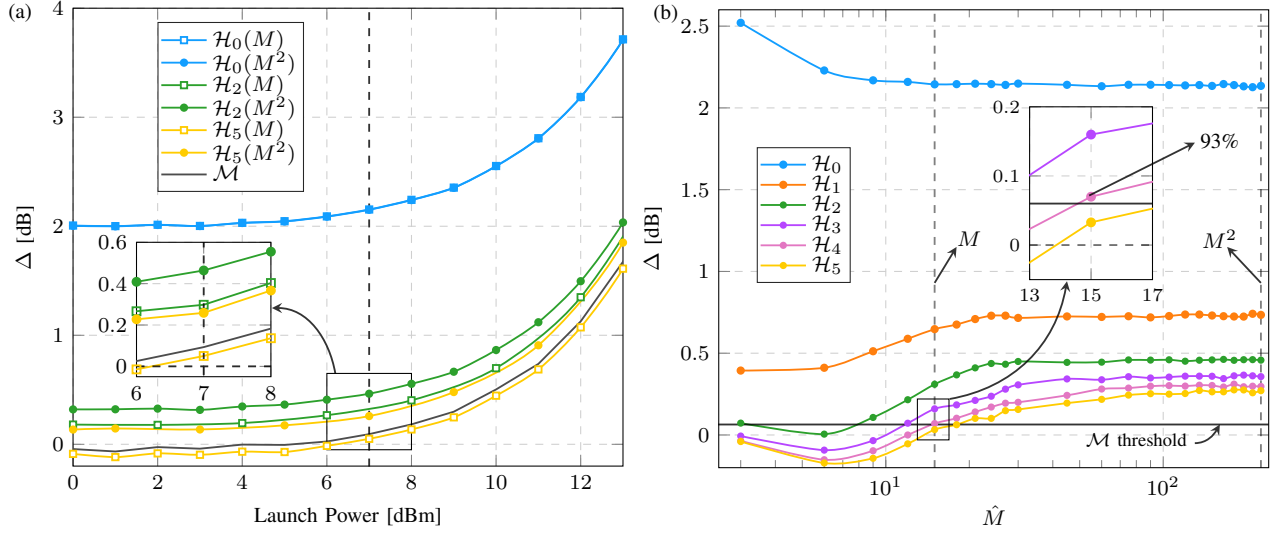 (a)
4
3
2
1
0
Δ [dB]
ℋ₀(M)
ℋ₀(M²)
ℋ₂(M)
ℋ₂(M²)
ℋ₅(M)
ℋ₅(M²)
ℳ
0.6
0.4
0.2
0
6 7 8
0 2 4 6 8 10 12
Launch Power [dBm]
(b)
2.5
2
1.5
1
0.5
0
Δ [dB]
ℋ₀
ℋ₁
ℋ₂
ℋ₃
ℋ₄
ℋ₅
0.2
0.1
0
13 15 17
93%
M
M²
ℳ threshold
10¹ 10²
M̂